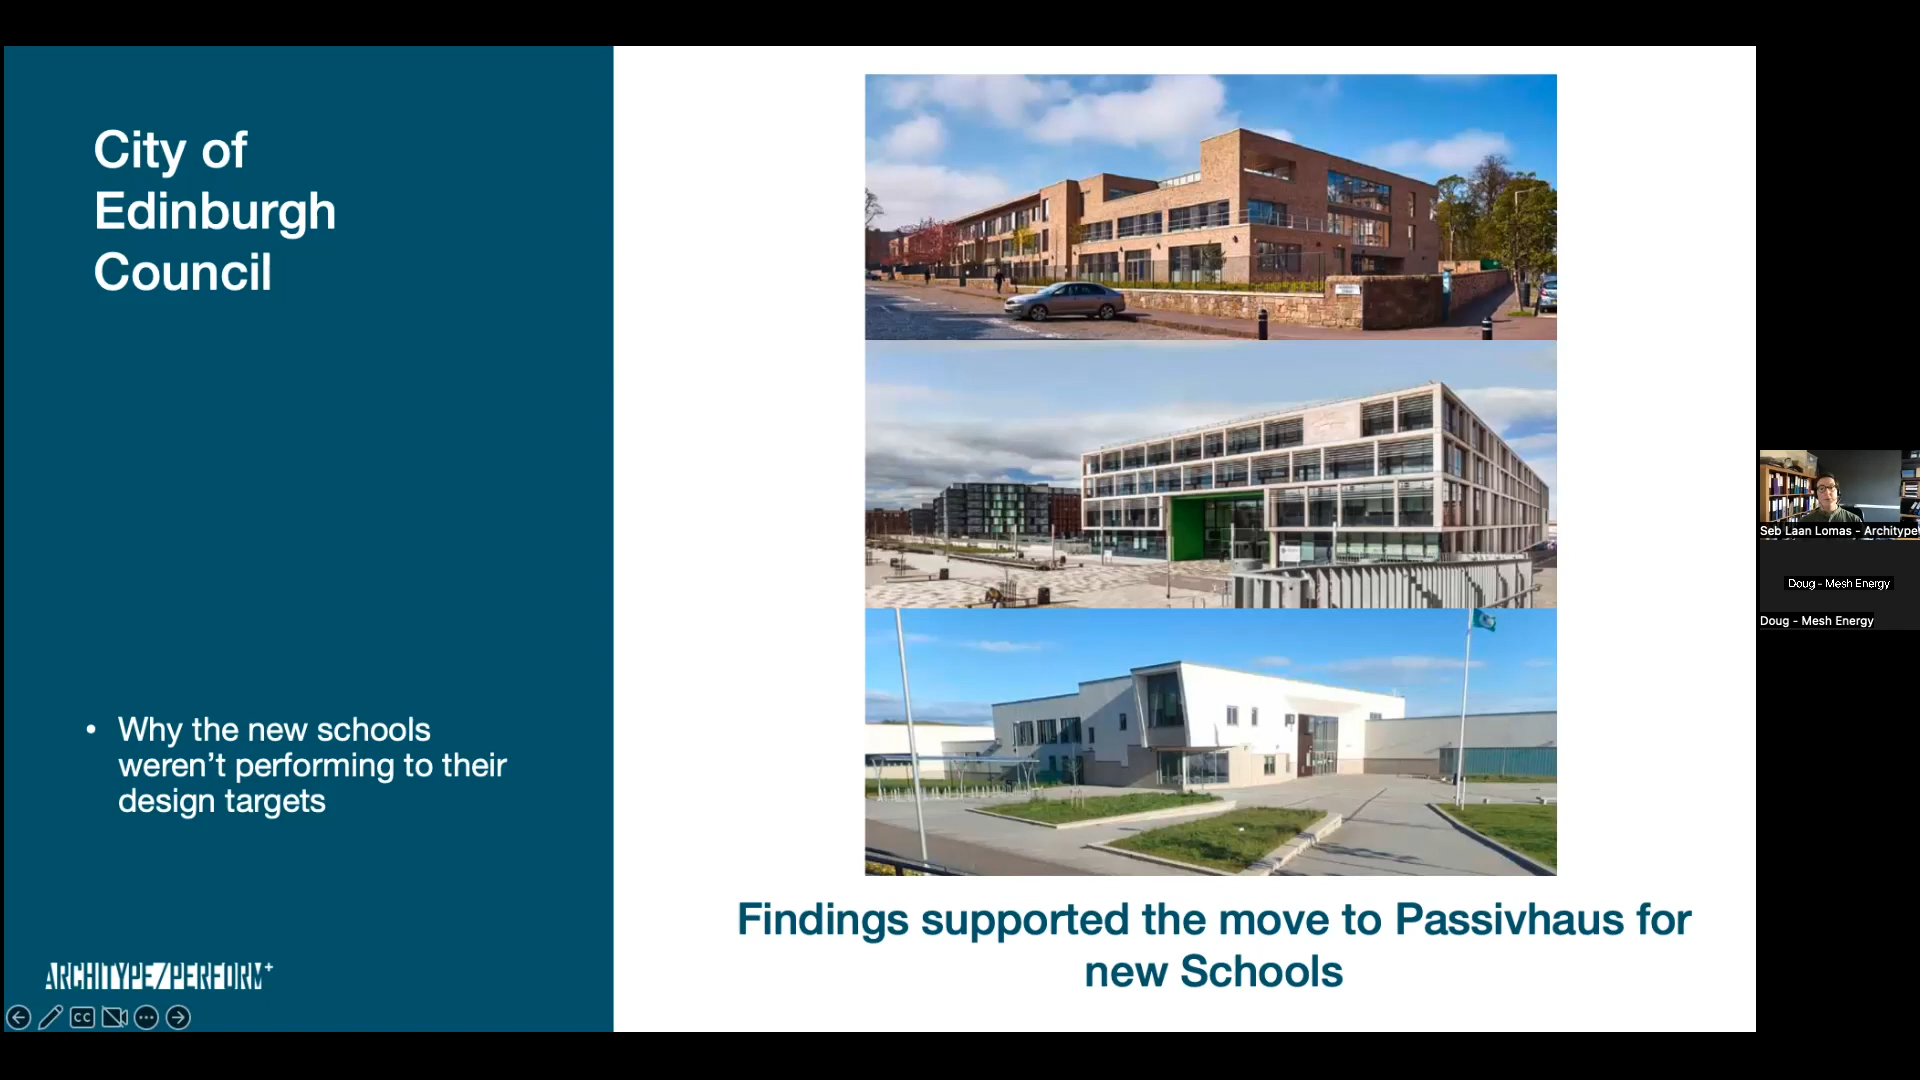 City of
Edinburgh
Council
• Why the new schools
weren't performing to their
design targets
ARCHITYPE/PERFORM+
CC
Findings supported the move to Passivhaus for
new Schools
Seb Laan Lomas - Architype
Doug - Mesh Energy
Doug - Mesh Energy